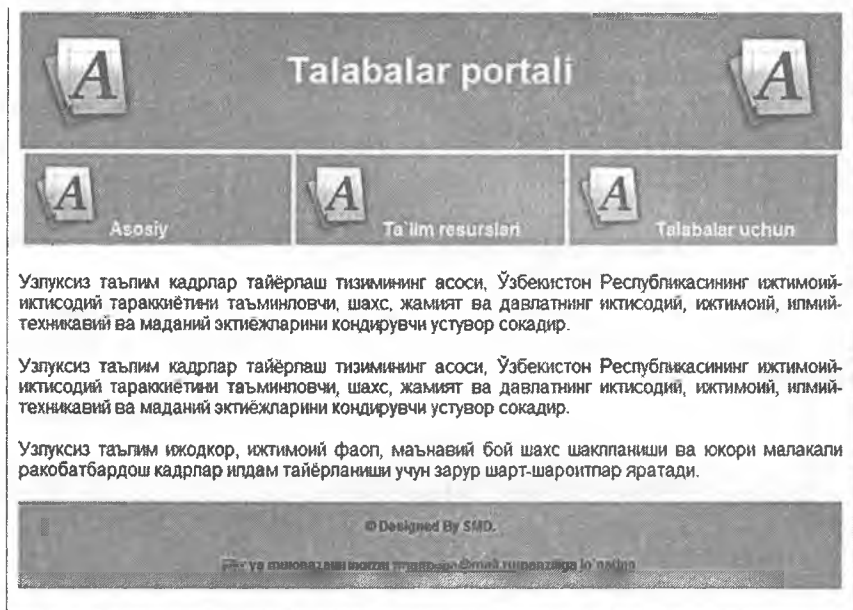 Talabalar portali
Asosiy
Ta`lim resurslari
Talabalar uchun
Узлуксиз таълим кадрлар тайёрлаш тизимининг асоси, Ўзбекистон Республикасининг ижтимоий-
иктисодий тараккиётини таъминловчи, шахс, жамият ва давлатнинг иктисодий, ижтимоий, илмий-
техникавий ва маданий эктиёжларини кондирувчи устувор сокадир.
Узлуксиз таълим кадрлар тайёрлаш тизимининг асоси, Ўзбекистон Республикасининг ижтимоий-
иктисодий тараккиётини таъминловчи, шахс, жамият ва давлатнинг иктисодий, ижтимоий, илмий-
техникавий ва маданий эктиёжларини кондирувчи устувор сокадир.
Узлуксиз таълим ижодкор, ижтимоий фаол, маънавий бой шахс шаклланиши ва юкори малакали
ракобатбардош кадрлар илдам тайёрланиши учун зарур шарт-шароитлар яратади.
© Designed By SMD.